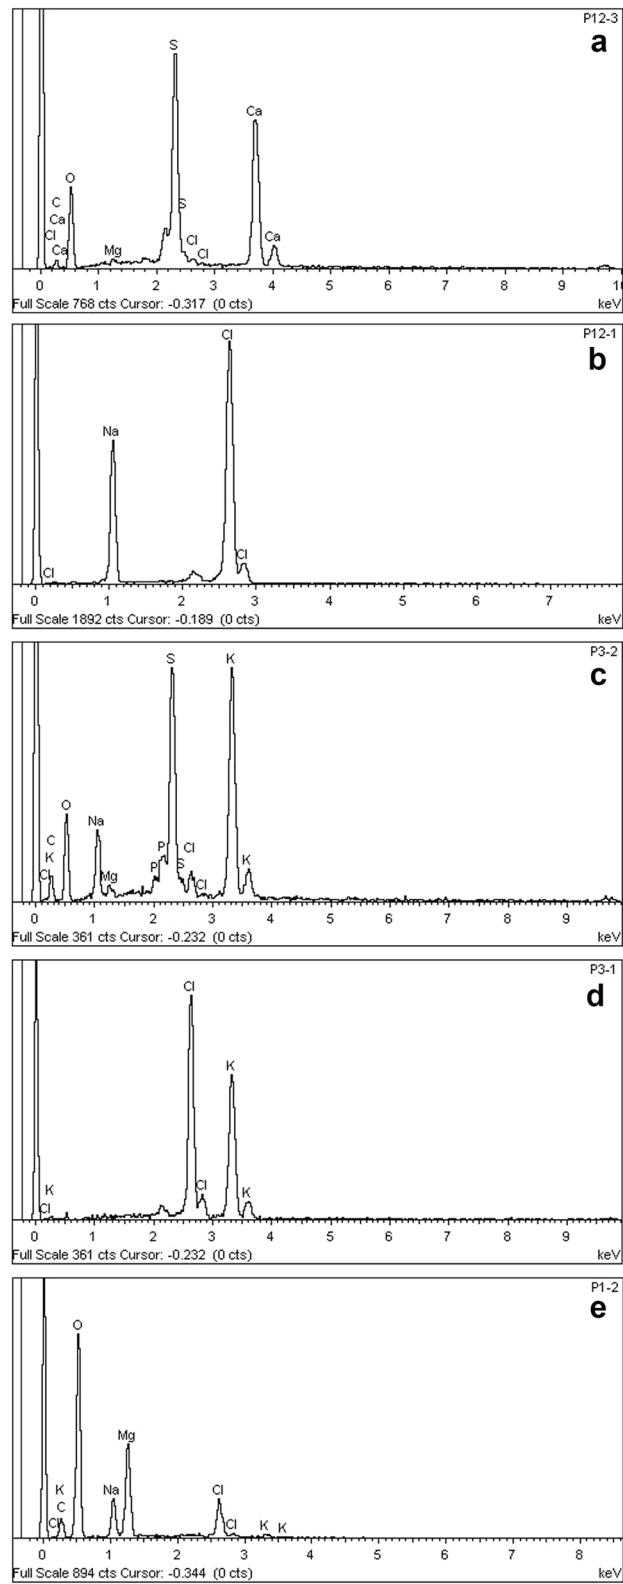 P12-3
a
S
Ca
O
C
Ca
Cl
Ca
Mg
S
Cl
Cl
Ca
0 1 2 3 4 5 6 7 8 9 10
Full Scale 768 cts Cursor: -0.317 (0 cts)
keV
P12-1
b
Cl
Na
Cl
Cl
0 1 2 3 4 5 6 7
Full Scale 1892 cts Cursor: -0.189 (0 cts)
keV
P3-2
c
S
K
O
Na
C
K
Cl
Mg
P
P
S
Cl
Cl
K
0 1 2 3 4 5 6 7 8 9
Full Scale 361 cts Cursor: -0.232 (0 cts)
keV
P3-1
d
Cl
K
K
Cl
Cl
K
0 1 2 3 4 5 6 7 8 9
Full Scale 361 cts Cursor: -0.232 (0 cts)
keV
P1-2
e
O
Mg
K
C
Cl
Na
Cl
Cl
K
K
0 1 2 3 4 5 6 7 8
Full Scale 894 cts Cursor: -0.344 (0 cts)
keV